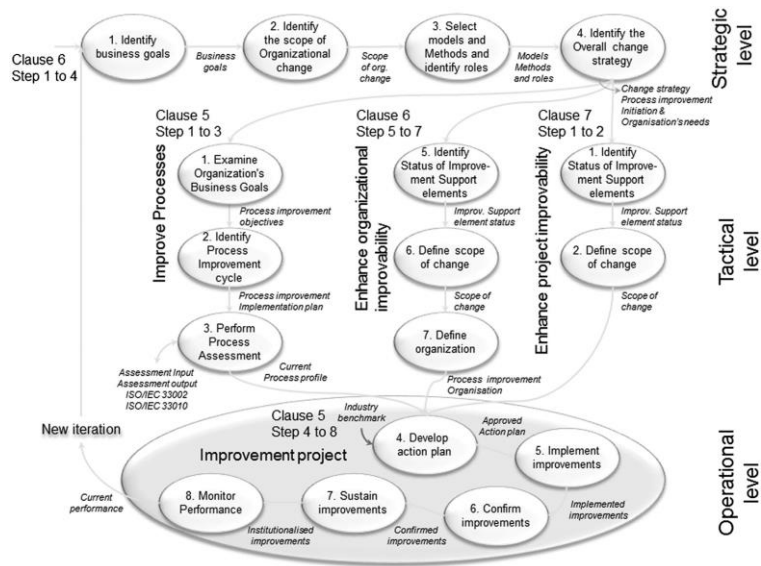 Clause 6
Step 1 to 4
1. Identify
business goals
Business
goals
2. Identify
the scope of
Organizational
change
Scope
of org.
change
3. Select
models and
Methods and
identify roles
Models
Methods
and roles
4. Identify the
Overall change
strategy
Strategic
level
Change strategy
Process improvement
Initiation &
Organisation's needs
Clause 5
Step 1 to 3
Improve Processes
1. Examine
Organization's
Business Goals
Process improvement
objectives
2. Identify
Process
Improvement
cycle
Process improvement
Implementation plan
3. Perform
Process
Assessment
Assessment Input
Assessment output
ISO/IEC 33002
ISO/IEC 33010
Current
Process profile
Clause 6
Step 5 to 7
Enhance organizational
improvability
5. Identify
Status of Improve-
ment Support
elements
Improv. Support
element status
6. Define scope
of change
Scope of
change
7. Define
organization
Process improvement
Organisation
Clause 7
Step 1 to 2
Enhance project improvability
1. Identify
Status of Improve-
ment Support
elements
Improv. Support
element status
2. Define scope
of change
Scope of
change
Tactical
level
New iteration
Clause 5
Step 4 to 8
Improvement project
Industry
benchmark
4. Develop
action plan
Approved
Action plan
5. Implement
improvements
Implemented
improvements
6. Confirm
improvements
Confirmed
improvements
7. Sustain
improvements
Institutionalised
improvements
8. Monitor
Performance
Current
performance
Operational
level